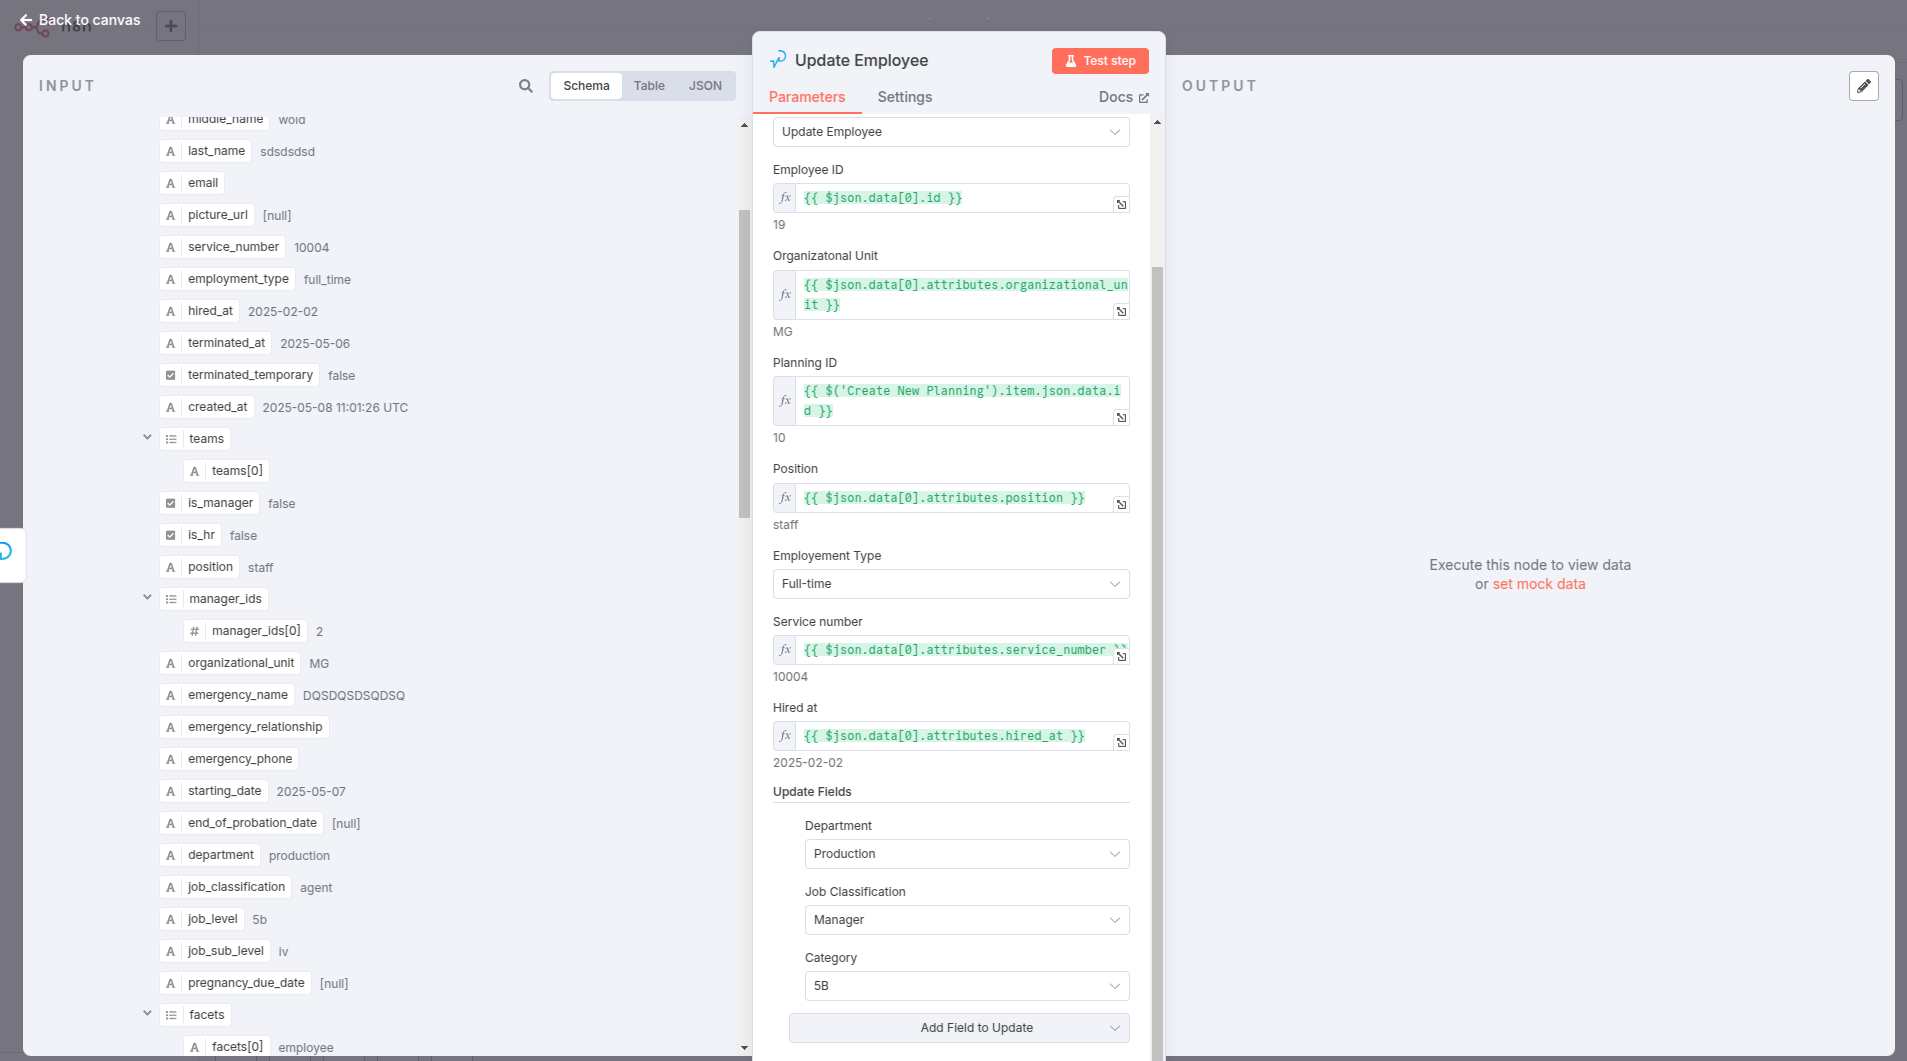 Back to canvas
n8n
INPUT
Schema
Table
JSON
middle_name
wold
last_name
sdsdsdsd
email
picture_url
[null]
service_number
10004
employment_type
full_time
hired_at
2025-02-02
terminated_at
2025-05-06
terminated_temporary
false
created_at
2025-05-08 11:01:26 UTC
teams
teams[0]
is_manager
false
is_hr
false
position
staff
manager_ids
manager_ids[0]
2
organizational_unit
MG
emergency_name
DQSDQSDSQDSQ
emergency_relationship
emergency_phone
starting_date
2025-05-07
end_of_probation_date
[null]
department
production
job_classification
agent
job_level
5b
job_sub_level
iv
pregnancy_due_date
[null]
facets
facets[0]
employee
Update Employee
Test step
Parameters
Settings
Docs
Update Employee
Employee ID
fx
{{ $json.data[0].id }}
19
Organizatonal Unit
fx
{{ $json.data[0].attributes.organizational_un
it }}
MG
Planning ID
fx
{{ $('Create New Planning').item.json.data.i
d }}
10
Position
fx
{{ $json.data[0].attributes.position }}
staff
Employement Type
Full-time
Service number
fx
{{ $json.data[0].attributes.service_number }}
10004
Hired at
fx
{{ $json.data[0].attributes.hired_at }}
2025-02-02
Update Fields
Department
Production
Job Classification
Manager
Category
5B
Add Field to Update
OUTPUT
Execute this node to view data
or set mock data